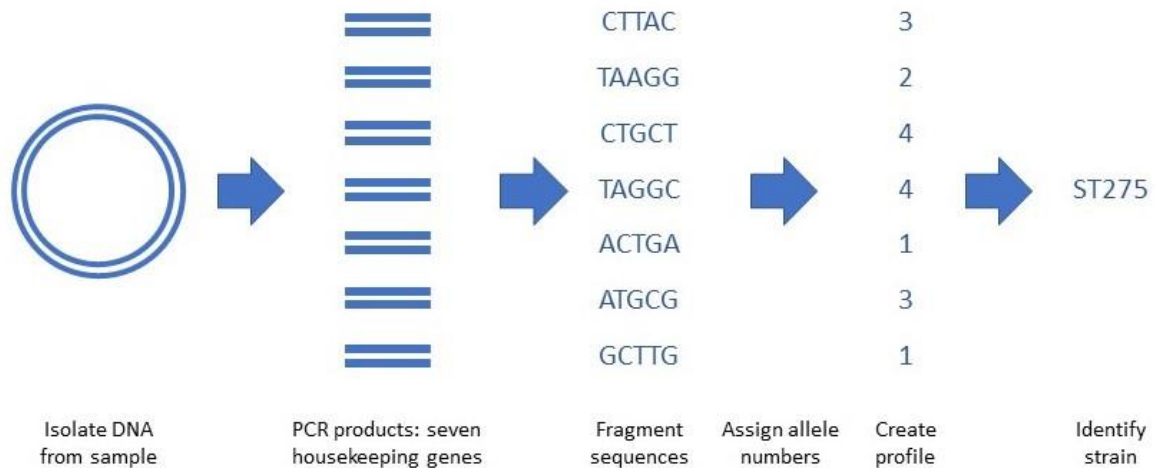 CTTAC 3
TAAGG 2
CTGCT 4
TAGGC 4 ST275
ACTGA 1
ATGCG 3
GCTTG 1
Isolate DNA PCR products: seven Fragment Assign allele Create Identify
from sample housekeeping genes sequences numbers profile strain